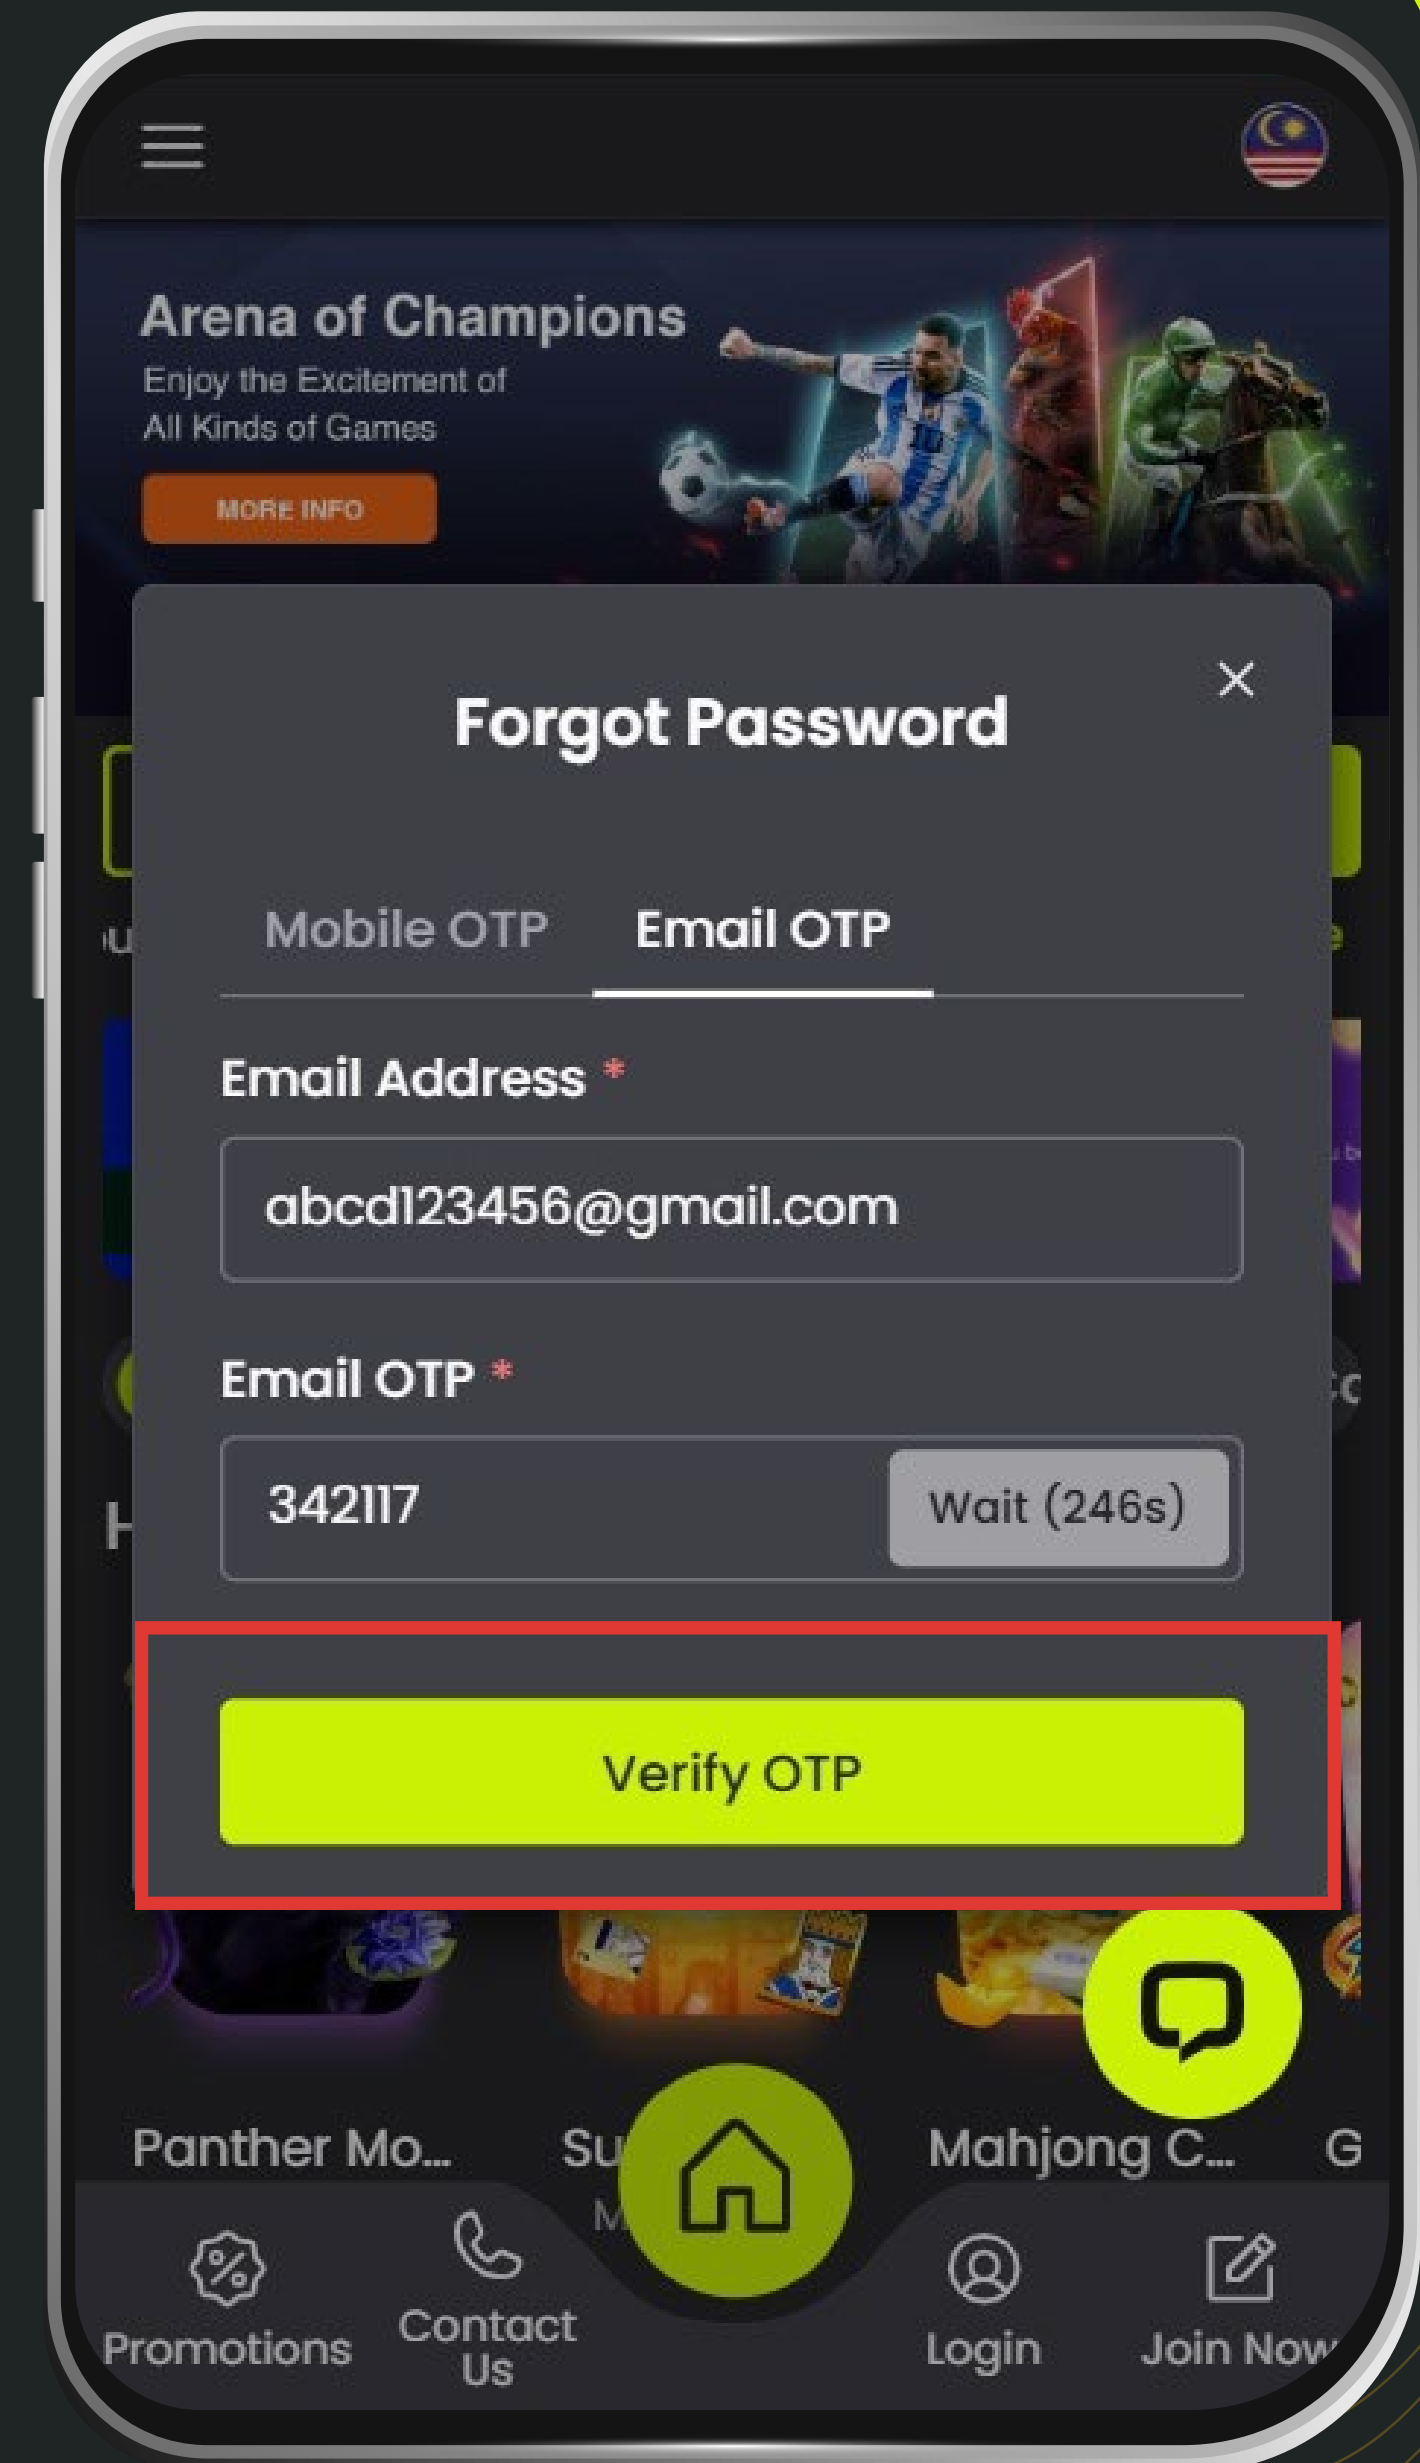 Arena of Champions
Enjoy the Excitement of
All Kinds of Games
10
MORE INFO
Forgot Password
Mobile OTP Email OTP
Email Address *
abcd123456@gmail.com
Email OTP *
342117 Wait (246s)
Verify OTP
Panther Mo... Su Mahjong C... G
M
Promotions
Contact
Us
Login
Join Now